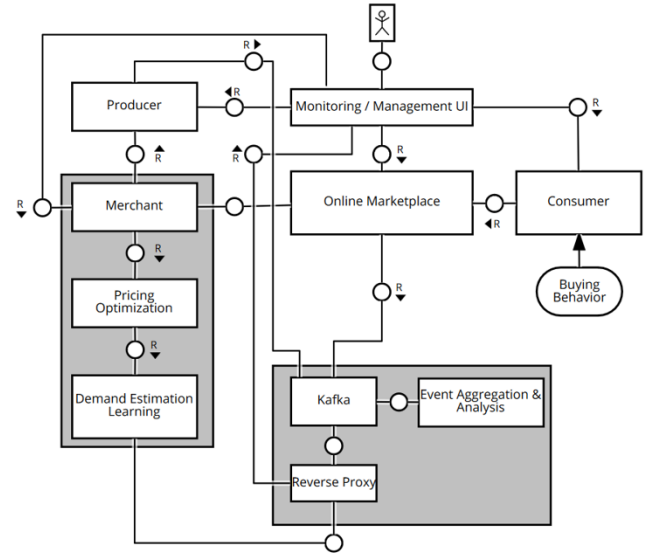 R
R
Producer
Monitoring / Management UI
R
R
R
R
Merchant
Online Marketplace
Consumer
R
R
R
Buying
Behavior
Pricing
Optimization
R
R
Demand Estimation
Learning
Kafka
Event Aggregation &
Analysis
Reverse Proxy